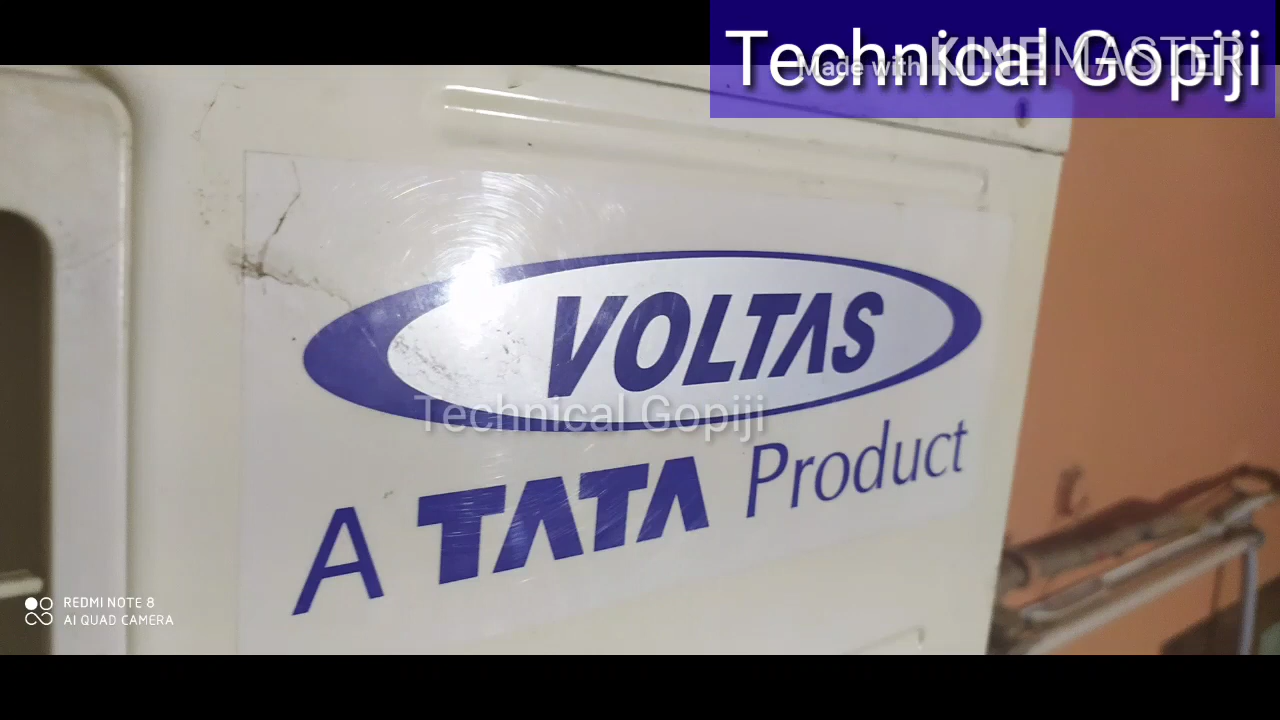 Technical Gopiji
Made with KINEMASTER
VOLTAS
Technical Gopiji
A TATA Product
REDMI NOTE 8
AI QUAD CAMERA